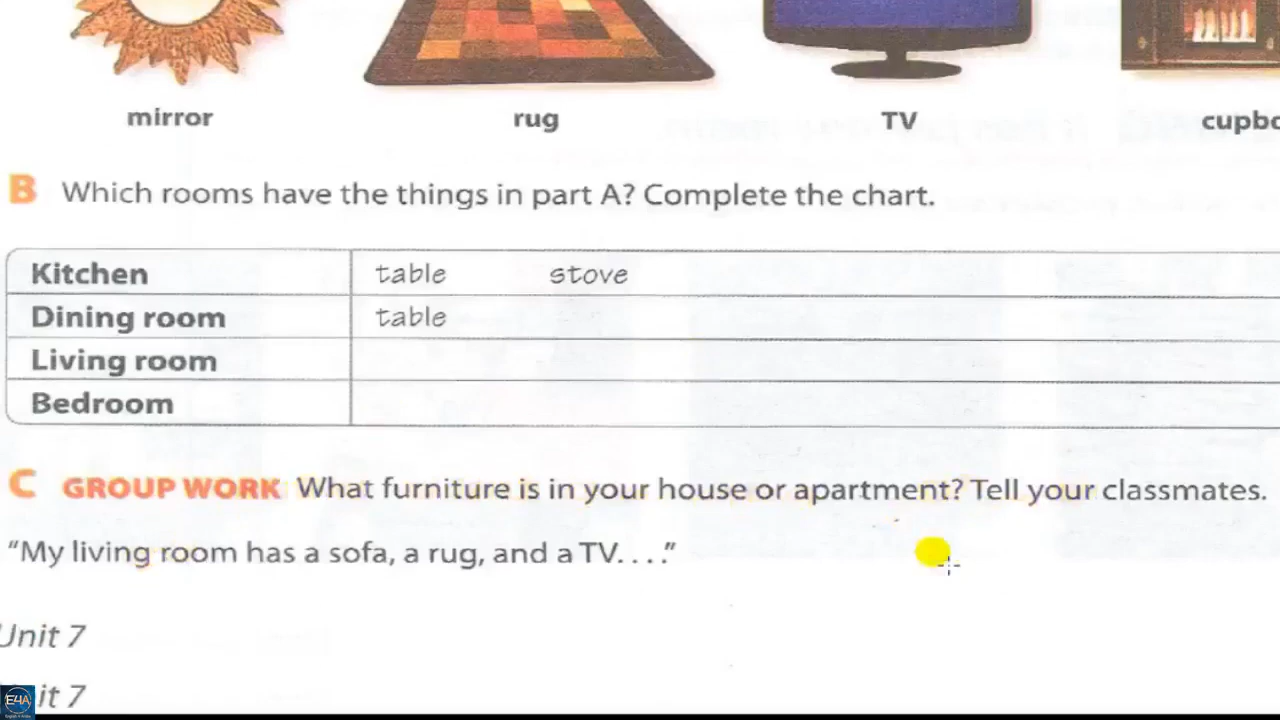 mirror rug TV cupbo
B Which rooms have the things in part A? Complete the chart.
Kitchen table stove
Dining room table
Living room
Bedroom
C GROUP WORK What furniture is in your house or apartment? Tell your classmates.
“My living room has a sofa, a rug, and a TV. . . .”
Unit 7
it 7
E4A